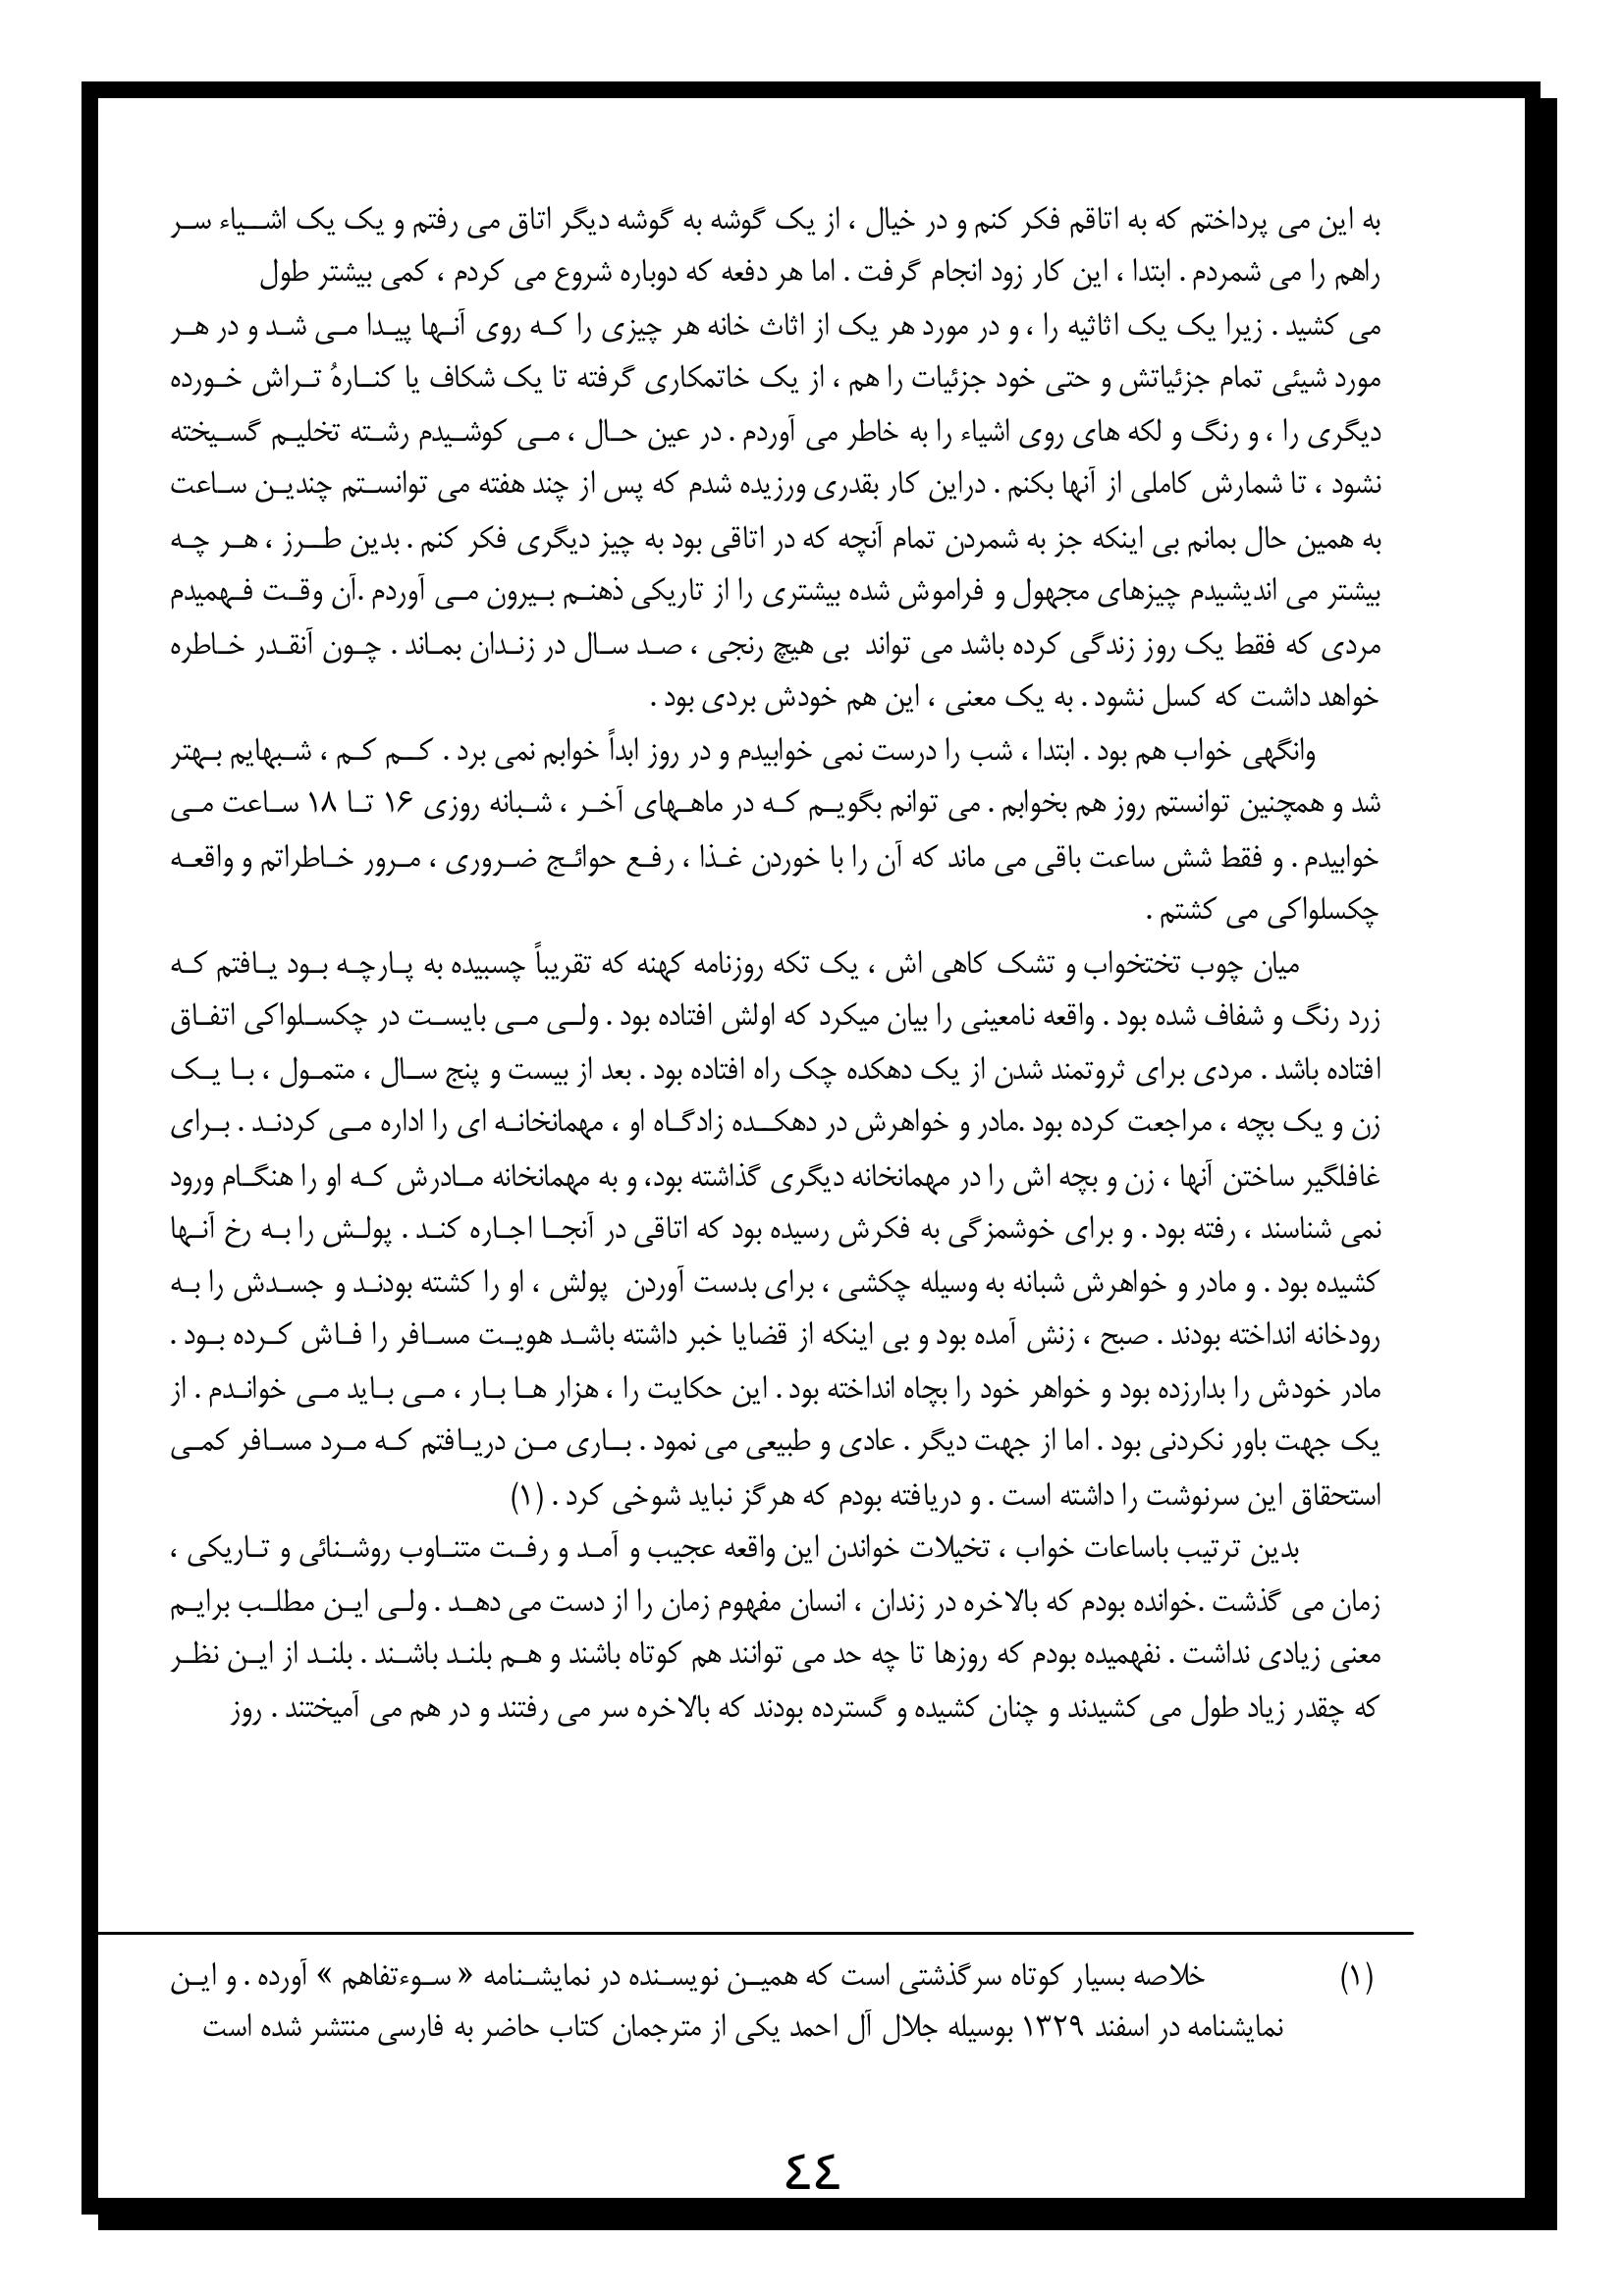 به این می پرداختم که به اتاقم فکر کنم و در خیال ، از یک گوشه به گوشه دیگر اتاق می رفتم و یک یک اشیاء سر
راهم را می شمردم . ابتدا ، این کار زود انجام گرفت . اما هر دفعه که دوباره شروع می کردم ، کمی بیشتر طول
می کشید . زیرا یک یک اثاثیه را ، و در مورد هر یک از اثاث خانه هر چیزی را که روی آنها پیدا می شد و در هر
مورد شیئی تمام جزئیاتش و حتی خود جزئیات را هم ، از یک خاتمکاری گرفته تا یک شکاف یا کنارهُ تراش خورده
دیگری را ، و رنگ و لکه های روی اشیاء را به خاطر می آوردم . در عین حال ، می کوشیدم رشته تخلیم گسیخته
نشود ، تا شمارش کاملی از آنها بکنم . دراین کار بقدری ورزیده شدم که پس از چند هفته می توانستم چندین ساعت
به همین حال بمانم بی اینکه جز به شمردن تمام آنچه که در اتاقی بود به چیز دیگری فکر کنم . بدین طرز ، هر چه
بیشتر می اندیشیدم چیزهای مجهول و فراموش شده بیشتری را از تاریکی ذهنم بیرون می آوردم .آن وقت فهمیدم
مردی که فقط یک روز زندگی کرده باشد می تواند بی هیچ رنجی ، صد سال در زندان بماند . چون آنقدر خاطره
خواهد داشت که کسل نشود . به یک معنی ، این هم خودش بردی بود .
وانگهی خواب هم بود . ابتدا ، شب را درست نمی خوابیدم و در روز ابداً خوابم نمی برد . کم کم ، شبهایم بهتر
شد و همچنین توانستم روز هم بخوابم . می توانم بگویم که در ماههای آخر ، شبانه روزی ۱۶ تا ۱۸ ساعت می
خوابیدم . و فقط شش ساعت باقی می ماند که آن را با خوردن غذا ، رفع حوائج ضروری ، مرور خاطراتم و واقعه
چکسلواکی می کشتم .
میان چوب تختخواب و تشک کاهی اش ، یک تکه روزنامه کهنه که تقریباً چسبیده به پارچه بود یافتم که
زرد رنگ و شفاف شده بود . واقعه نامعینی را بیان میکرد که اولش افتاده بود . ولی می بایست در چکسلواکی اتفاق
افتاده باشد . مردی برای ثروتمند شدن از یک دهکده چک راه افتاده بود . بعد از بیست و پنج سال ، متمول ، با یک
زن و یک بچه ، مراجعت کرده بود .مادر و خواهرش در دهکده زادگاه او ، مهمانخانه ای را اداره می کردند . برای
غافلگیر ساختن آنها ، زن و بچه اش را در مهمانخانه دیگری گذاشته بود، و به مهمانخانه مادرش که او را هنگام ورود
نمی شناسند ، رفته بود . و برای خوشمزگی به فکرش رسیده بود که اتاقی در آنجا اجاره کند . پولش را به رخ آنها
کشیده بود . و مادر و خواهرش شبانه به وسیله چکشی ، برای بدست آوردن پولش ، او را کشته بودند و جسدش را به
رودخانه انداخته بودند . صبح ، زنش آمده بود و بی اینکه از قضایا خبر داشته باشد هویت مسافر را فاش کرده بود .
مادر خودش را بدارزده بود و خواهر خود را بچاه انداخته بود . این حکایت را ، هزار ها بار ، می باید می خواندم . از
یک جهت باور نکردنی بود . اما از جهت دیگر . عادی و طبیعی می نمود . باری من دریافتم که مرد مسافر کمی
استحقاق این سرنوشت را داشته است . و دریافته بودم که هرگز نباید شوخی کرد . (۱)
بدین ترتیب باساعات خواب ، تخیلات خواندن این واقعه عجیب و آمد و رفت متناوب روشنائی و تاریکی ،
زمان می گذشت .خوانده بودم که بالاخره در زندان ، انسان مفهوم زمان را از دست می دهد . ولی این مطلب برایم
معنی زیادی نداشت . نفهمیده بودم که روزها تا چه حد می توانند هم کوتاه باشند و هم بلند باشند . بلند از این نظر
که چقدر زیاد طول می کشیدند و چنان کشیده و گسترده بودند که بالاخره سر می رفتند و در هم می آمیختند . روز
(۱) خلاصه بسیار کوتاه سرگذشتی است که همین نویسنده در نمایشنامه « سوءتفاهم » آورده . و این
نمایشنامه در اسفند ۱۳۲۹ بوسیله جلال آل احمد یکی از مترجمان کتاب حاضر به فارسی منتشر شده است
٤٤